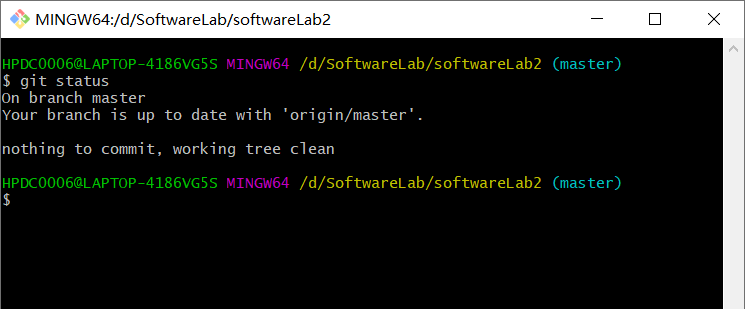 MINGW64:/d/SoftwareLab/softwareLab2
HPDC0006@LAPTOP-4186VG5S MINGW64 /d/SoftwareLab/softwareLab2 (master)
$ git status
On branch master
Your branch is up to date with 'origin/master'.
nothing to commit, working tree clean
HPDC0006@LAPTOP-4186VG5S MINGW64 /d/SoftwareLab/softwareLab2 (master)
$